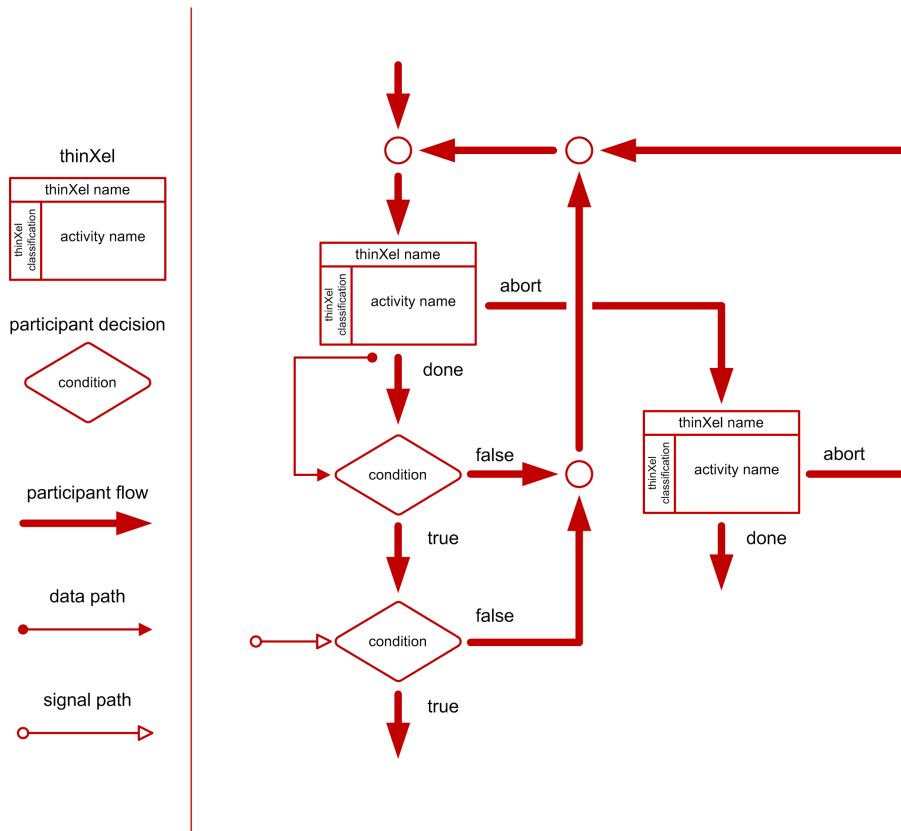 thinXel
thinXel name
thinXel
classification
activity name
participant decision
condition
participant flow
data path
signal path
thinXel name
thinXel
classification
activity name
abort
done
condition
false
true
condition
false
true
thinXel name
thinXel
classification
activity name
abort
done